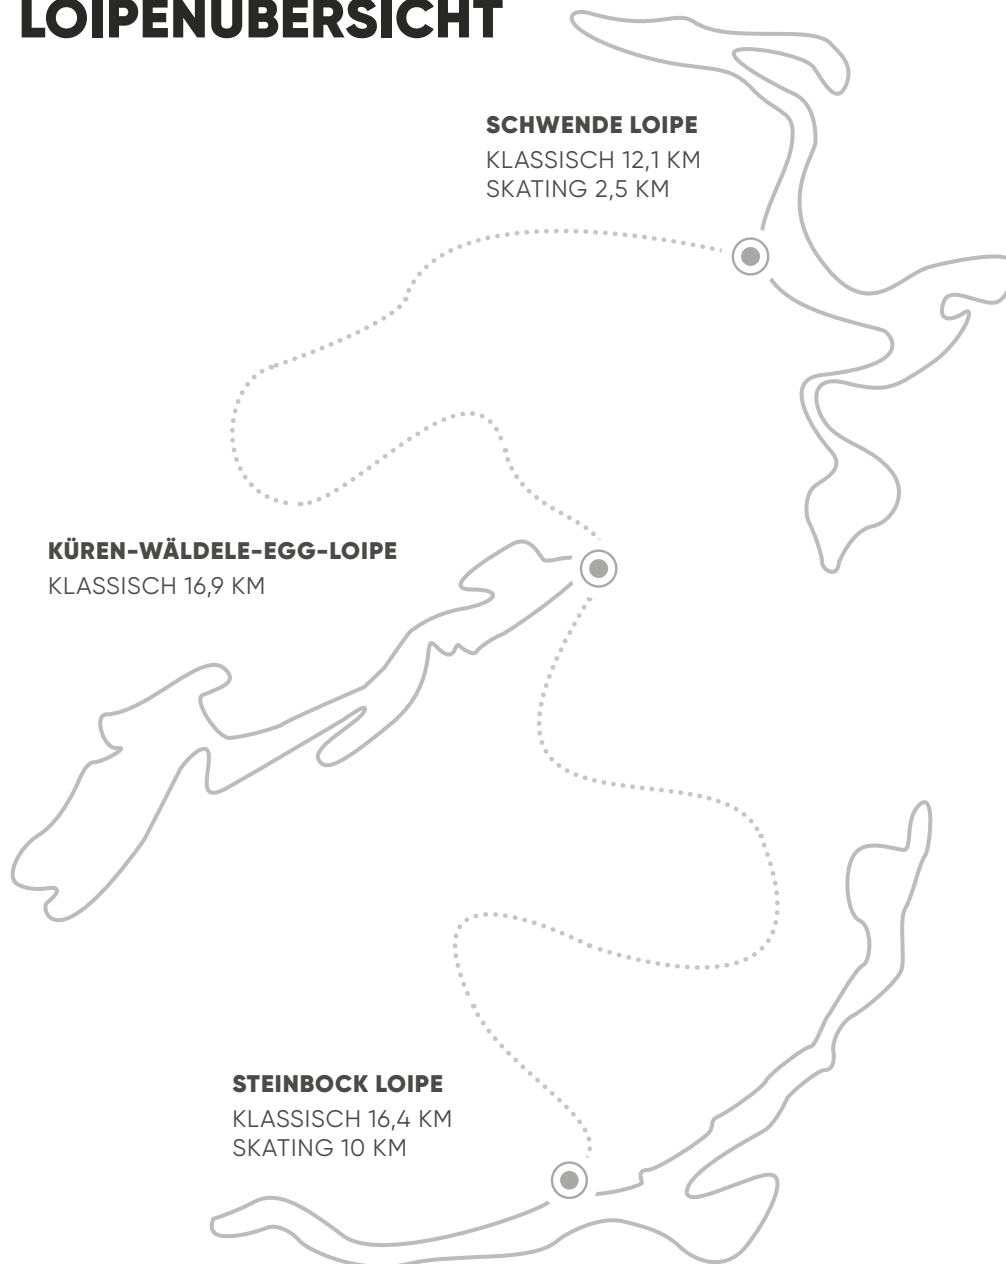 LOIPENÜBERSICHT
SCHWENDE LOIPE
KLASSISCH 12,1 KM
SKATING 2,5 KM
KÜREN-WÄLDELE-EGG-LOIPE
KLASSISCH 16,9 KM
STEINBOCK LOIPE
KLASSISCH 16,4 KM
SKATING 10 KM